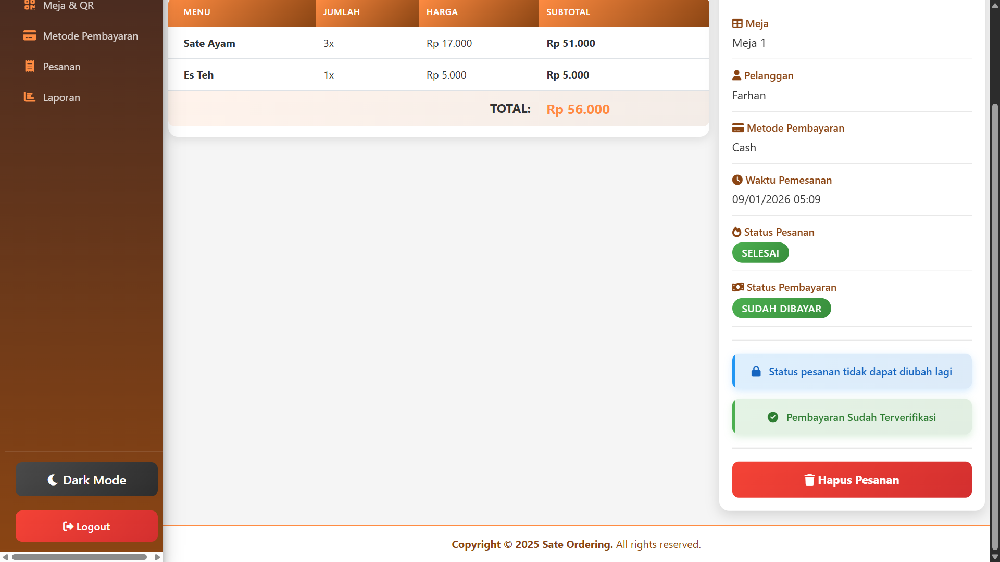 Meja & QR
Metode Pembayaran
Pesanan
Laporan
Dark Mode
Logout
MENU JUMLAH HARGA SUBTOTAL
Sate Ayam 3x Rp 17.000 Rp 51.000
Es Teh 1x Rp 5.000 Rp 5.000
TOTAL: Rp 56.000
Meja
Meja 1
Pelanggan
Farhan
Metode Pembayaran
Cash
Waktu Pemesanan
09/01/2026 05:09
Status Pesanan
SELESAI
Status Pembayaran
SUDAH DIBAYAR
Status pesanan tidak dapat diubah lagi
Pembayaran Sudah Terverifikasi
Hapus Pesanan
Copyright © 2025 Sate Ordering. All rights reserved.